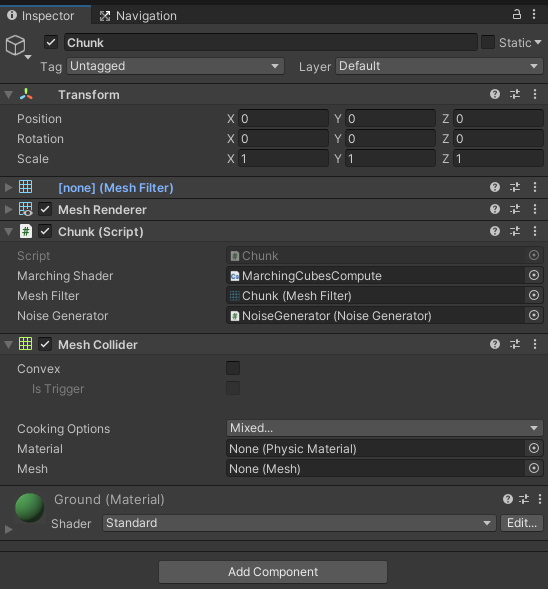 Inspector Navigation
Chunk Static
Tag Untagged Layer Default
Transform
Position X 0 Y 0 Z 0
Rotation X 0 Y 0 Z 0
Scale X 1 Y 1 Z 1
[none] (Mesh Filter)
Mesh Renderer
# Chunk (Script)
Script # Chunk
Marching Shader MarchingCubesCompute
Mesh Filter Chunk (Mesh Filter)
Noise Generator # NoiseGenerator (Noise Generator)
Mesh Collider
Convex
Is Trigger
Cooking Options Mixed...
Material None (Physic Material)
Mesh None (Mesh)
Ground (Material)
Shader Standard Edit...
Add Component